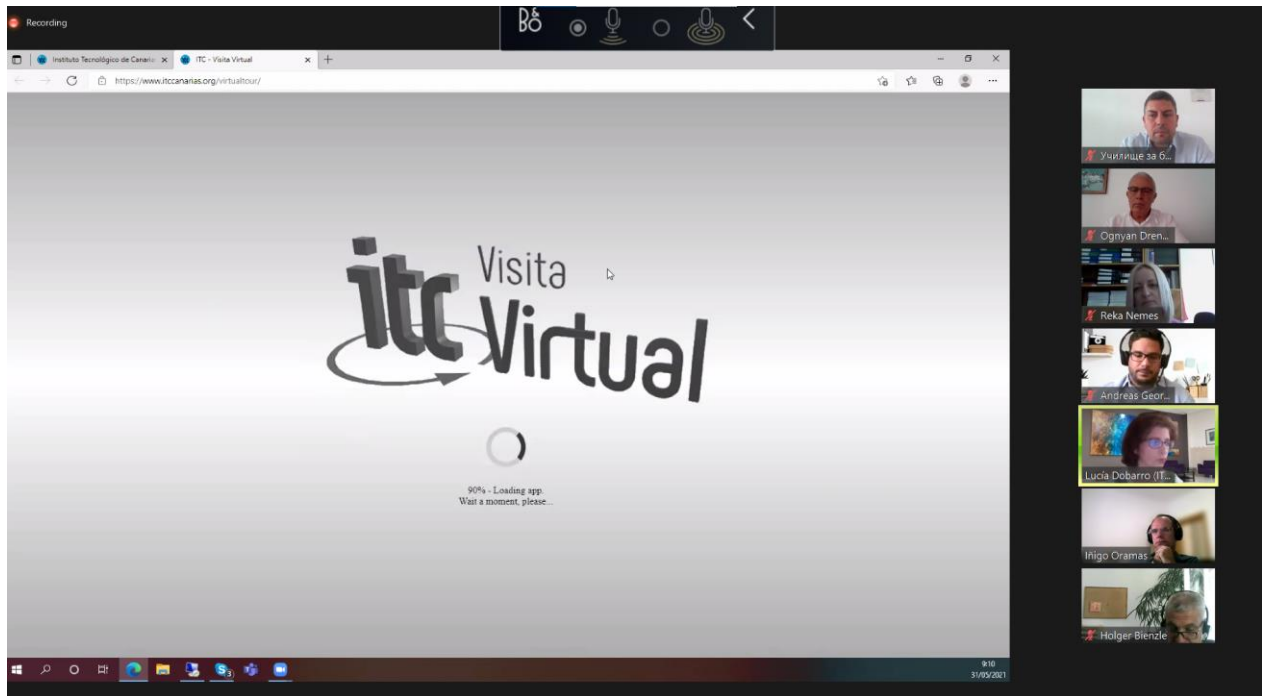 Recording
B&O
Instituto Tecnológico de Canaria
ITC - Visita Virtual
https://www.itccanarias.org/virtualtour/
itc Visita
Virtual
90% - Loading app.
Wait a moment, please...
Училище за б...
Ognyan Dren...
Reka Nemes
Andreas Geor...
Lucía Dobarro (IT...
Iñigo Oramas
Holger Bienzle
3
9:10
31/05/2021